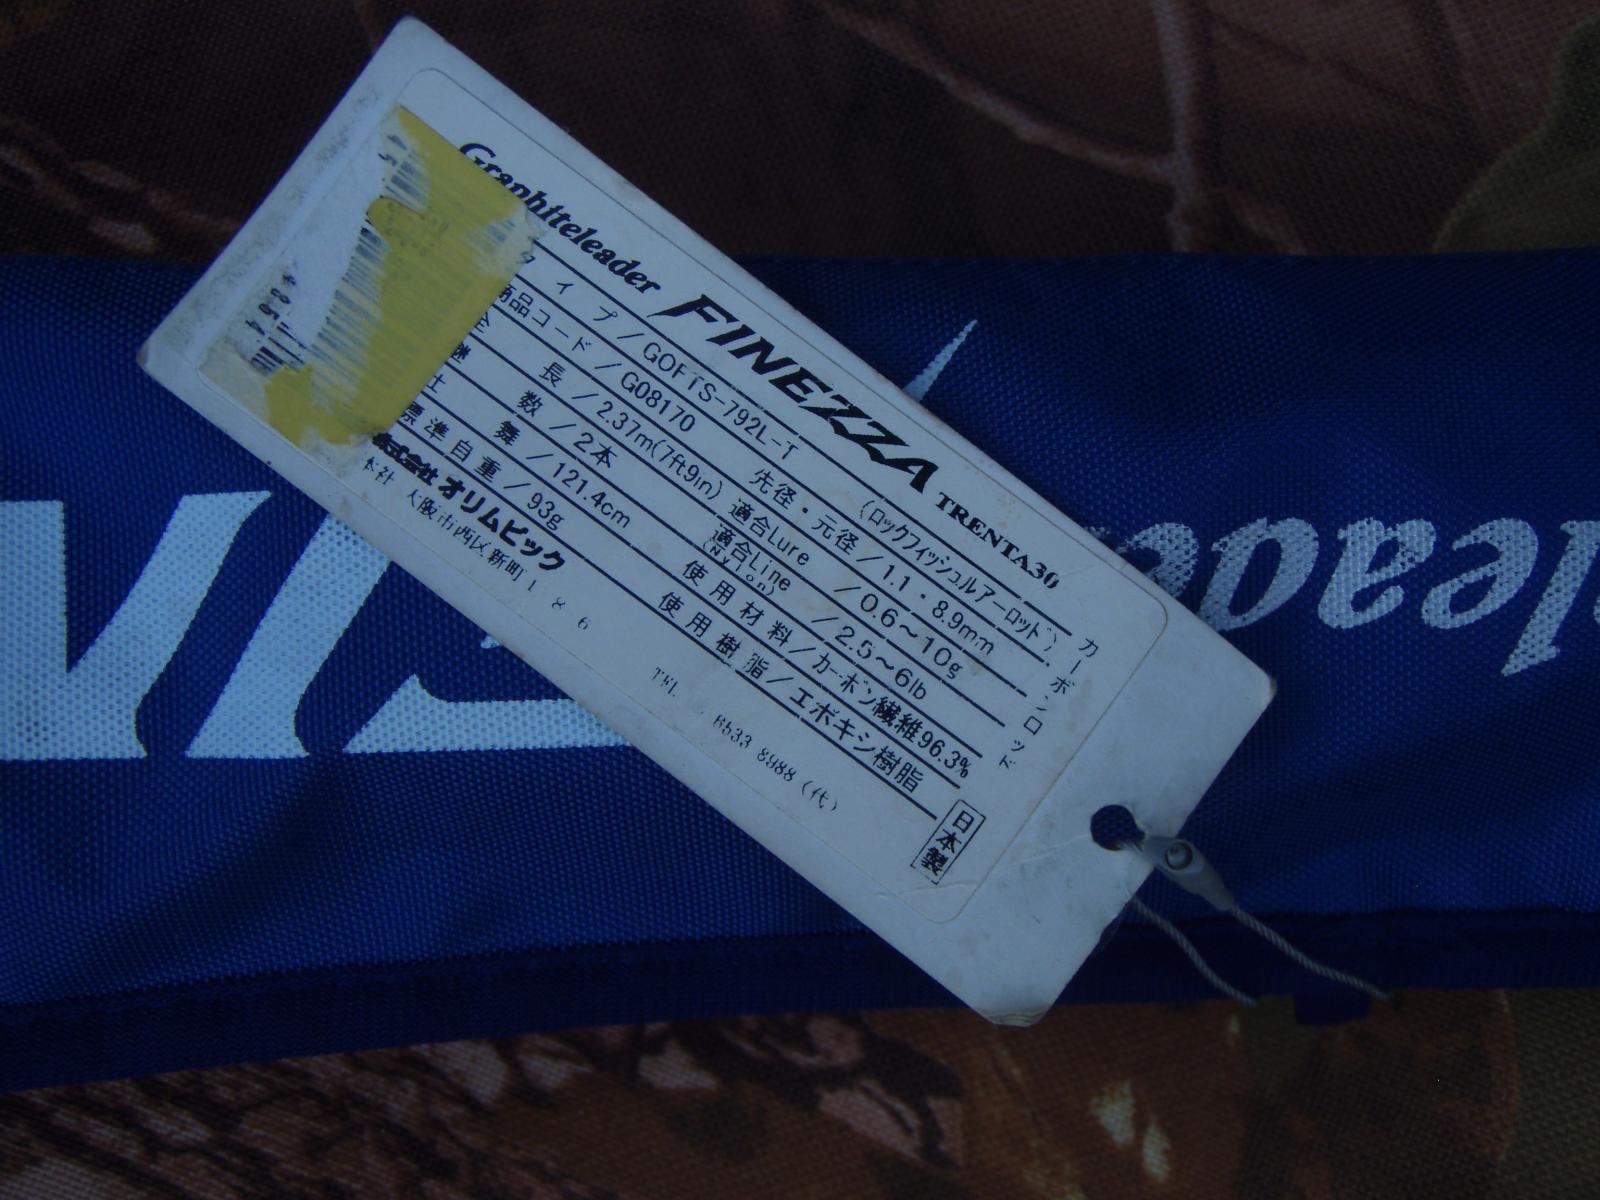 Graphiteleader FINEZZA TRENTA30
タイプ/GOFTS-792L-T (ロックフィッシュルアーロッド)
商品コード/G08170
全長/2.37m(7ft9in)
継数/2本
仕舞/121.4cm
標準自重/93g
先径・元径/1.1・8.9mm
適合Lure/0.6〜10g
適合Line(Nylon)/2.5〜6lb
使用材料/カーボン繊維96.3%
使用樹脂/エポキシ樹脂
カーボンロッド
株式会社 オリムピック
本社 大阪市西区新町1 8 6
TEL 6533 8988(代)
日本製